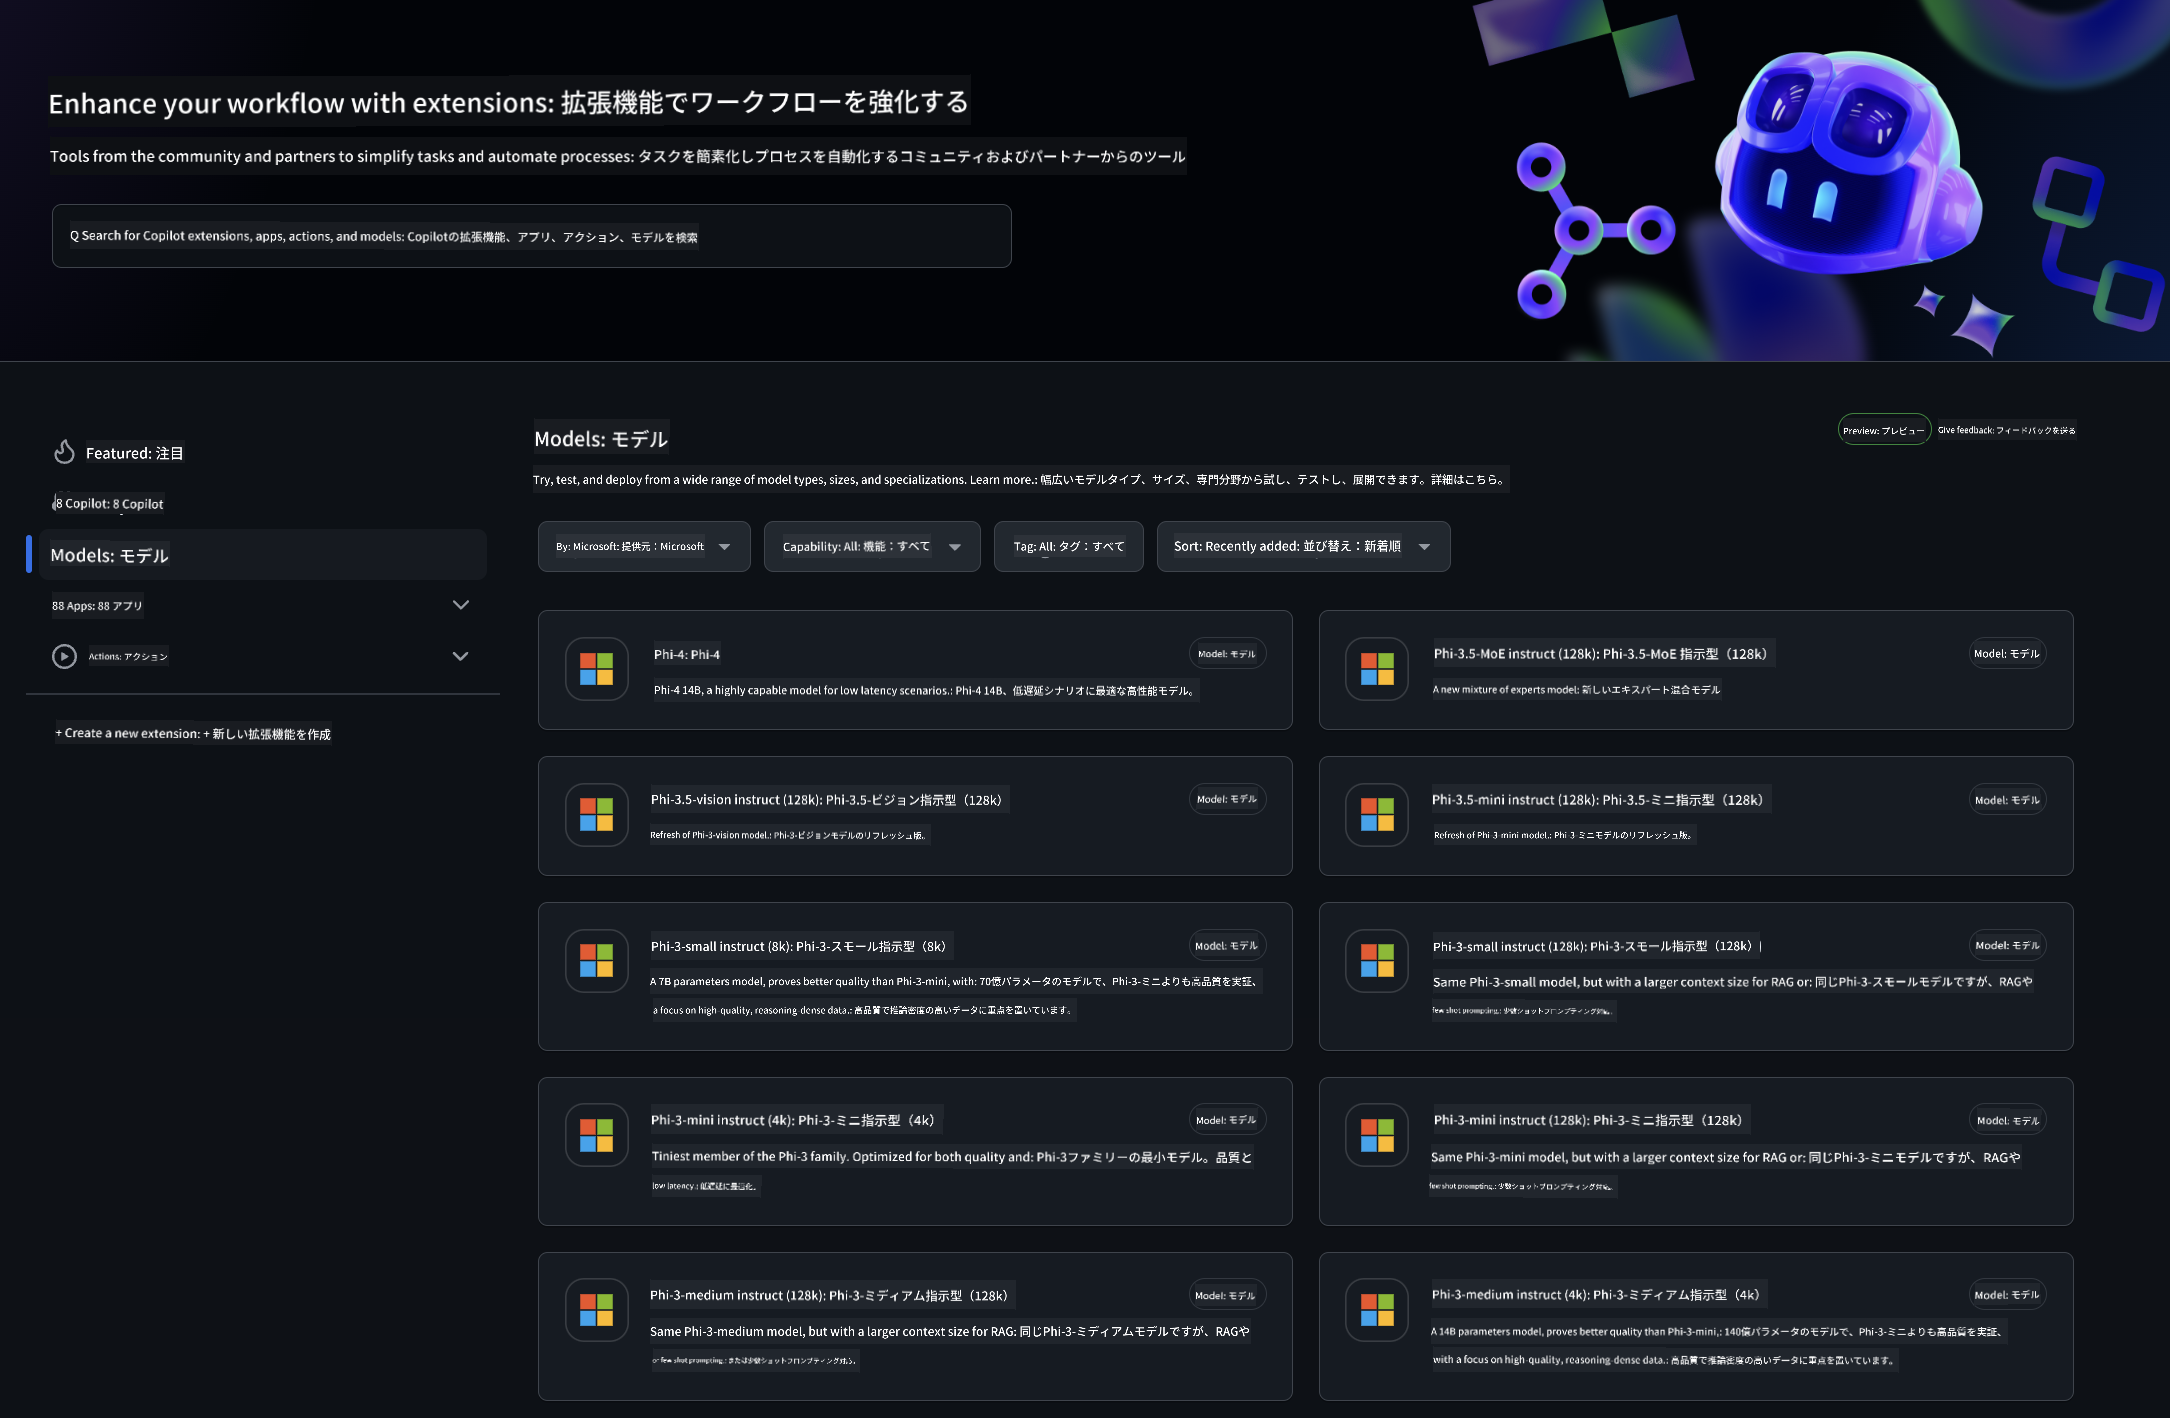 Enhance your workflow with extensions: 拡張機能でワークフローを強化する
Tools from the community and partners to simplify tasks and automate processes: タスクを簡素化しプロセスを自動化するコミュニティおよびパートナーからのツール
Q Search for Copilot extensions, apps, actions, and models: Copilotの拡張機能、アプリ、アクション、モデルを検索
Featured: 注目
8 Copilot: 8 Copilot
Models: モデル
88 Apps: 88 アプリ
Actions: アクション
+ Create a new extension: + 新しい拡張機能を作成
Models: モデル
Preview: プレビュー
Give feedback: フィードバックを送る
Try, test, and deploy from a wide range of model types, sizes, and specializations. Learn more.: 幅広いモデルタイプ、サイズ、専門分野から試し、テストし、展開できます。詳細はこちら。
By: Microsoft: 提供元：Microsoft
Capability: All: 機能：すべて
Tag: All: タグ：すべて
Sort: Recently added: 並び替え：新着順
Phi-4: Phi-4
Model: モデル
Phi-4 14B, a highly capable model for low latency scenarios.: Phi-4 14B、低遅延シナリオに最適な高性能モデル。
Phi-3.5-MoE instruct (128k): Phi-3.5-MoE 指示型（128k）
Model: モデル
A new mixture of experts model: 新しいエキスパート混合モデル
Phi-3.5-vision instruct (128k): Phi-3.5-ビジョン指示型（128k）
Model: モデル
Refresh of Phi-3-vision model.: Phi-3-ビジョンモデルのリフレッシュ版。
Phi-3.5-mini instruct (128k): Phi-3.5-ミニ指示型（128k）
Model: モデル
Refresh of Phi-3-mini model.: Phi-3-ミニモデルのリフレッシュ版。
Phi-3-small instruct (8k): Phi-3-スモール指示型（8k）
Model: モデル
A 7B parameters model, proves better quality than Phi-3-mini, with: 70億パラメータのモデルで、Phi-3-ミニよりも高品質を実証、
a focus on high-quality, reasoning-dense data.: 高品質で推論密度の高いデータに重点を置いています。
Phi-3-small instruct (128k): Phi-3-スモール指示型（128k）
Model: モデル
Same Phi-3-small model, but with a larger context size for RAG or: 同じPhi-3-スモールモデルですが、RAGや
few shot prompting.: 少数ショットプロンプティング対応。
Phi-3-mini instruct (4k): Phi-3-ミニ指示型（4k）
Model: モデル
Tiniest member of the Phi-3 family. Optimized for both quality and: Phi-3ファミリーの最小モデル。品質と
low latency.: 低遅延に最適化。
Phi-3-mini instruct (128k): Phi-3-ミニ指示型（128k）
Model: モデル
Same Phi-3-mini model, but with a larger context size for RAG or: 同じPhi-3-ミニモデルですが、RAGや
few shot prompting.: 少数ショットプロンプティング対応。
Phi-3-medium instruct (128k): Phi-3-ミディアム指示型（128k）
Model: モデル
Same Phi-3-medium model, but with a larger context size for RAG: 同じPhi-3-ミディアムモデルですが、RAGや
or few shot prompting.: または少数ショットプロンプティング対応。
Phi-3-medium instruct (4k): Phi-3-ミディアム指示型（4k）
Model: モデル
A 14B parameters model, proves better quality than Phi-3-mini,: 140億パラメータのモデルで、Phi-3-ミニよりも高品質を実証、
with a focus on high-quality, reasoning-dense data.: 高品質で推論密度の高いデータに重点を置いています。